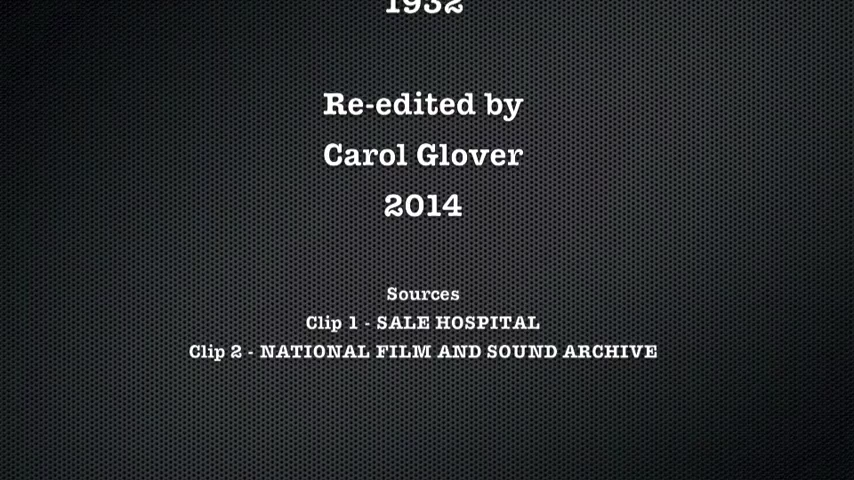 1932
Re-edited by
Carol Glover
2014
Sources
Clip 1 - SALE HOSPITAL
Clip 2 - NATIONAL FILM AND SOUND ARCHIVE